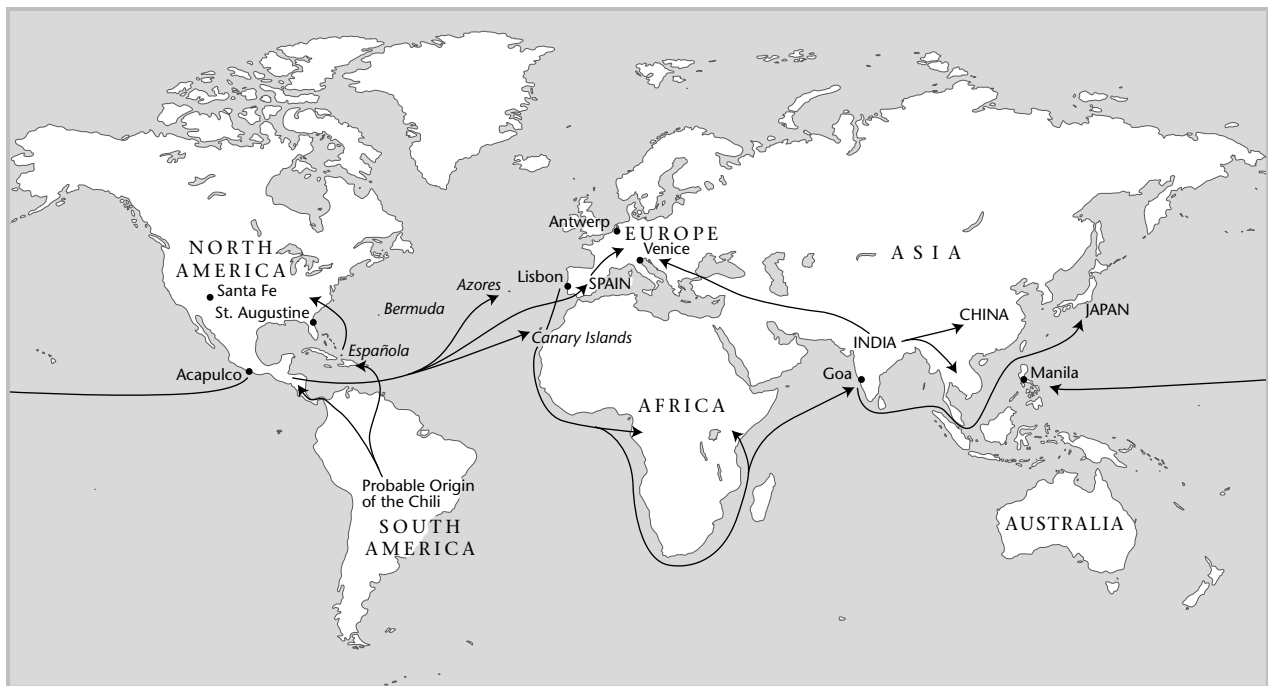 Antwerp
EUROPE
Venice
NORTH
AMERICA
ASIA
Lisbon
SPAIN
Azores
Santa Fe
Bermuda
St. Augustine
CHINA
JAPAN
Canary Islands
INDIA
Española
Acapulco
Goa
Manila
AFRICA
Probable Origin
of the Chili
SOUTH
AMERICA
AUSTRALIA